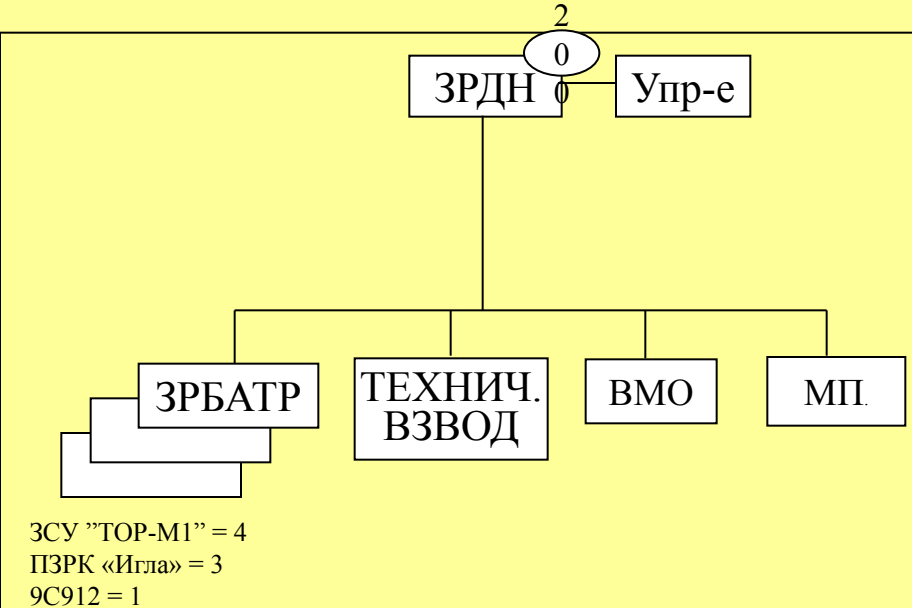 2
0
0
ЗРДН
Упр-е
ЗРБАТР
ТЕХНИЧ.
ВЗВОД
ВМО
МП.
ЗСУ ”ТОР-М1” = 4
ПЗРК «Игла» = 3
9С912 = 1